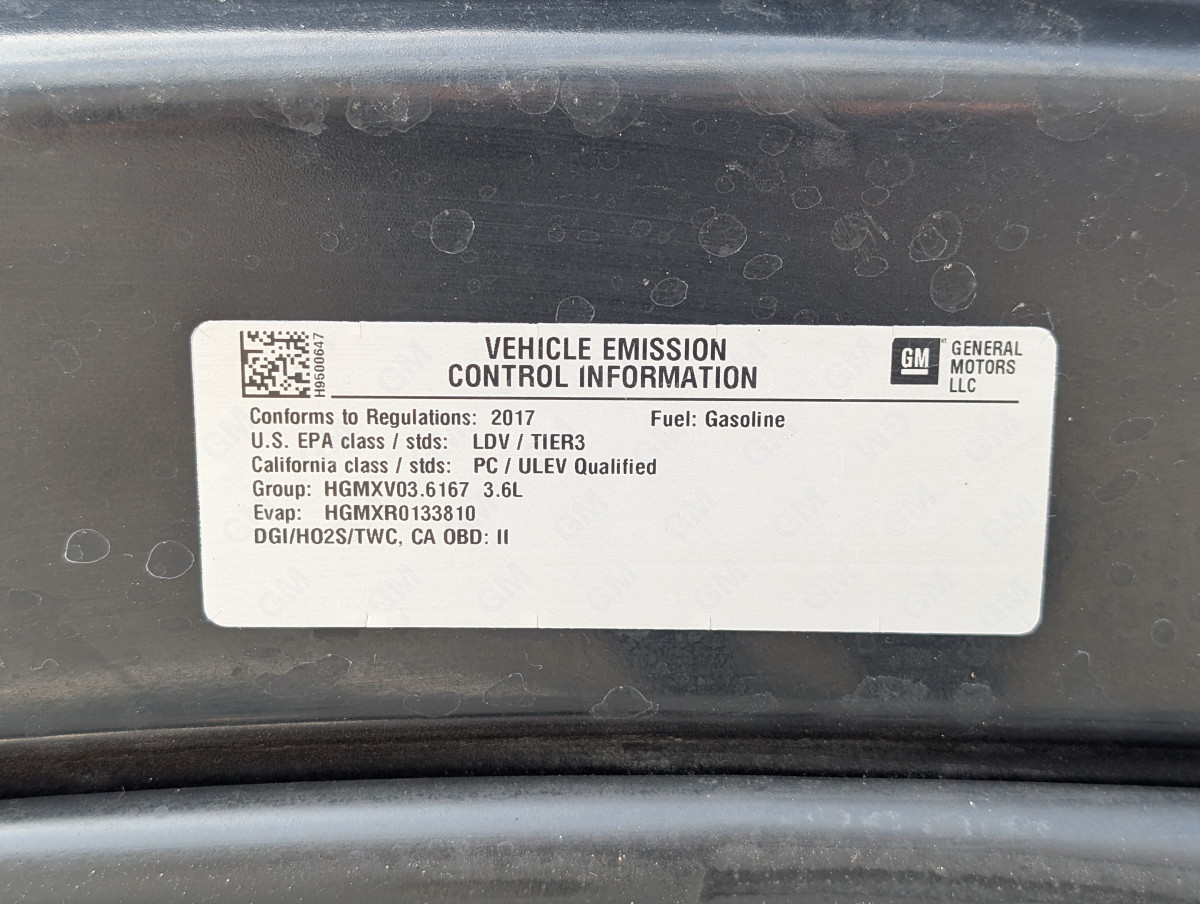 H9500647
VEHICLE EMISSION
CONTROL INFORMATION
GM
GENERAL
MOTORS
LLC
Conforms to Regulations: 2017 Fuel: Gasoline
U.S. EPA class / stds: LDV / TIER3
California class / stds: PC / ULEV Qualified
Group: HGMXV03.6167 3.6L
Evap: HGMXR0133810
DGI/HO2S/TWC, CA OBD: II